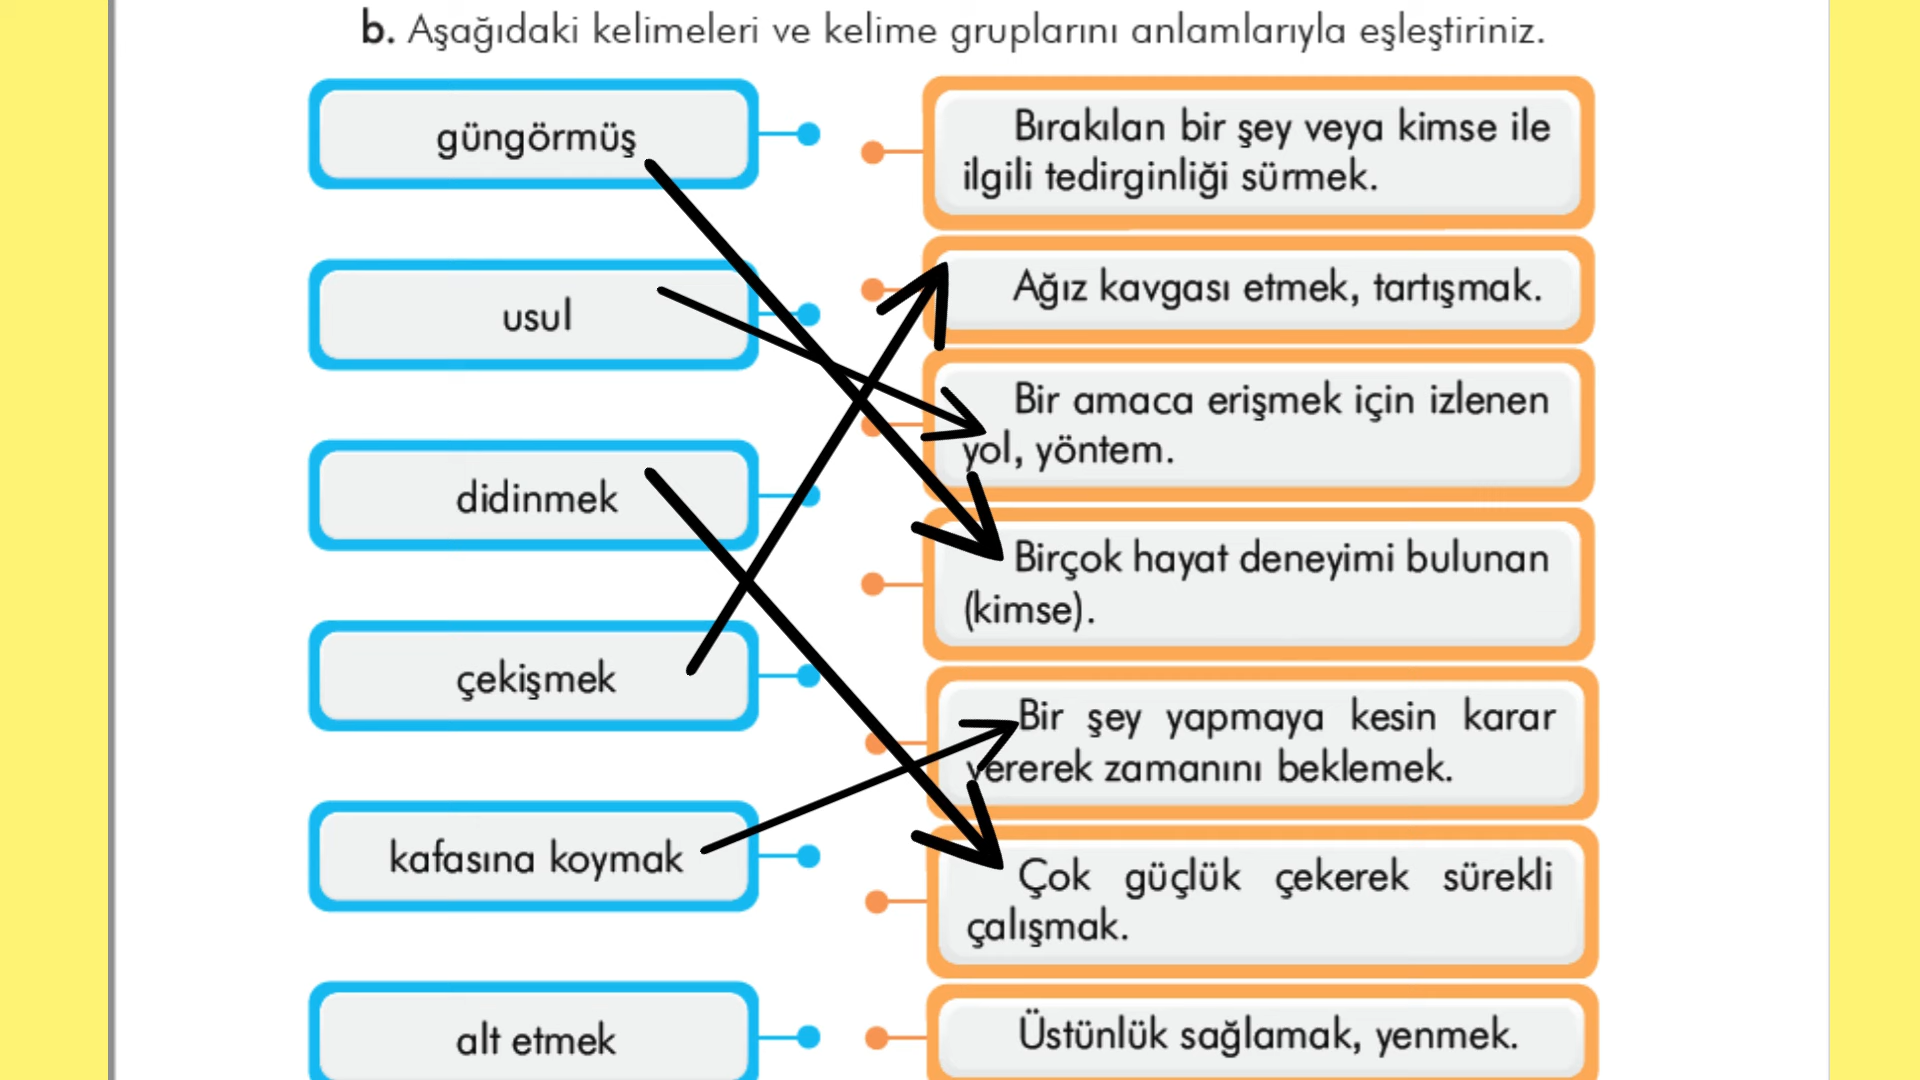 b. Aşağıdaki kelimeleri ve kelime gruplarını anlamlarıyla eşleştiriniz.
güngörmüş
usul
didinmek
çekişmek
kafasına koymak
alt etmek
Bırakılan bir şey veya kimse ile
ilgili tedirginliği sürmek.
Ağız kavgası etmek, tartışmak.
Bir amaca erişmek için izlenen
yol, yöntem.
Birçok hayat deneyimi bulunan
(kimse).
Bir şey yapmaya kesin karar
vererek zamanını beklemek.
Çok güçlük çekerek sürekli
çalışmak.
Üstünlük sağlamak, yenmek.